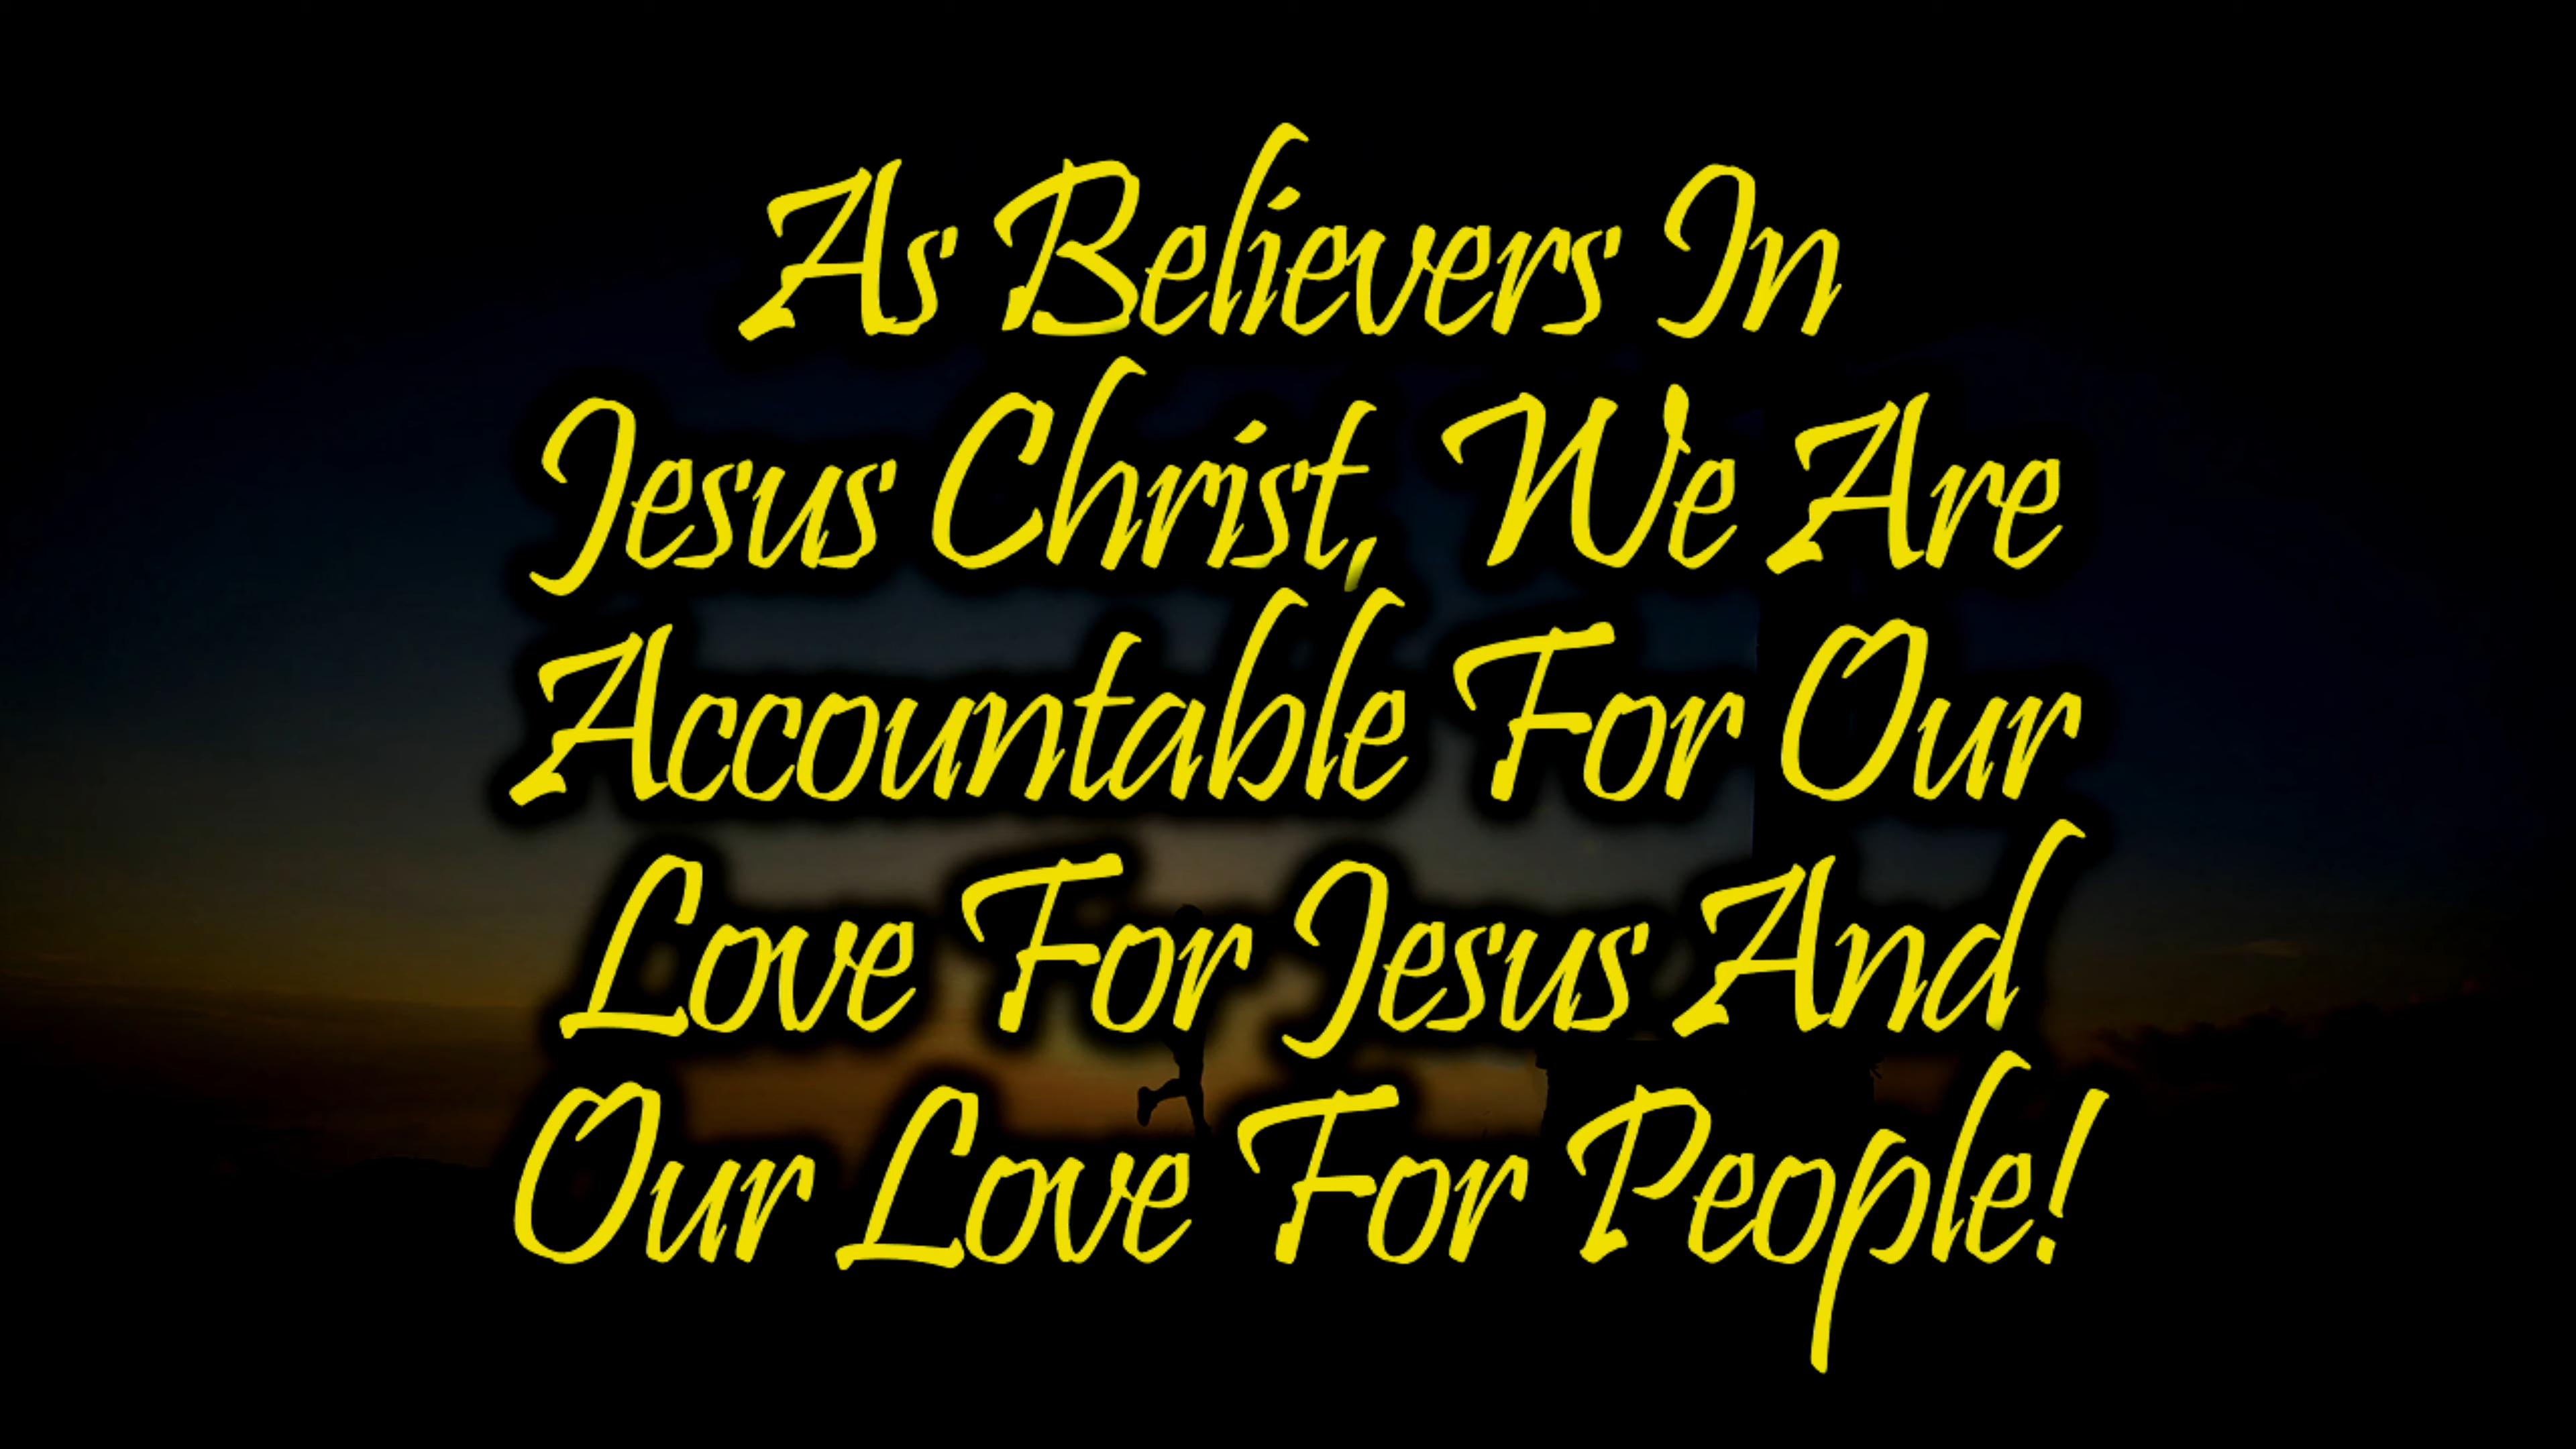 As Believers In
Jesus Christ, We Are
Accountable For Our
Love For Jesus And
Our Love For People!